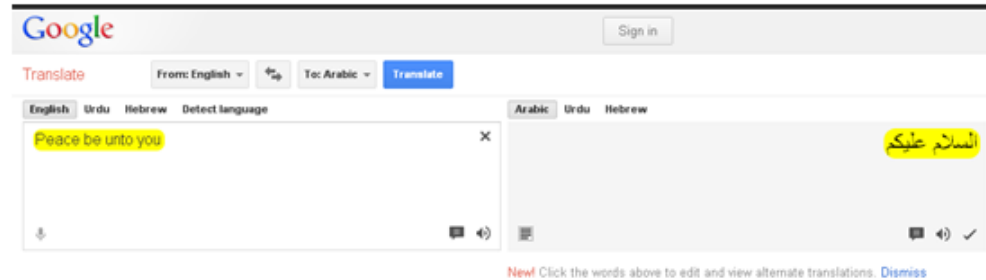 Google
Sign in
Translate From: English To: Arabic Translate
English Urdu Hebrew Detect language
Arabic Urdu Hebrew
Peace be unto you
السلام عليكم
New! Click the words above to edit and view alternate translations. Dismiss